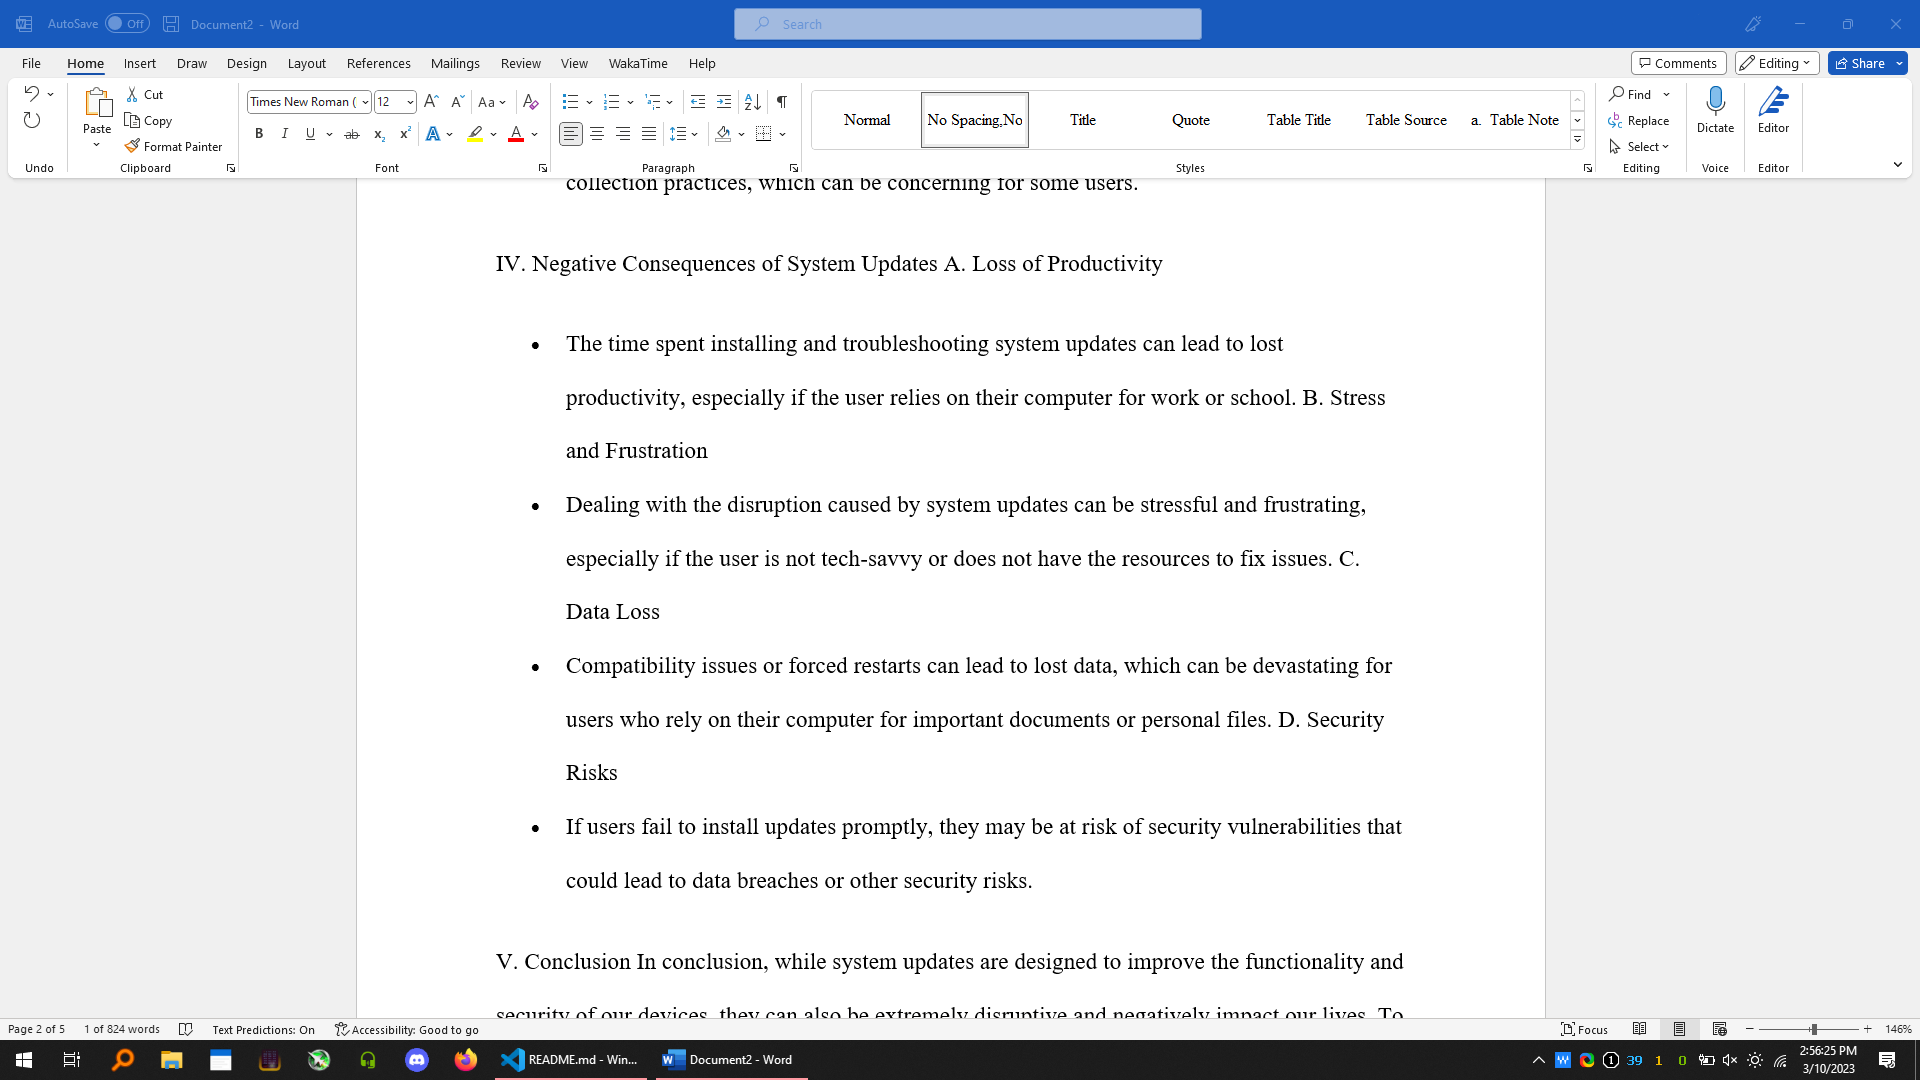 AutoSave Off Document2 - Word Search
File Home Insert Draw Design Layout References Mailings Review View WakaTime Help Comments Editing Share
Paste Cut Copy Format Painter
Times New Roman ( 12 Aa
B I U ab x₂ x² A A
No Spacing,No Normal Title Quote Table Title Table Source a. Table Note
Find Replace Select Dictate Editor
Undo Clipboard Font Paragraph Styles Editing Voice Editor
collection practices, which can be concerning for some users.
IV. Negative Consequences of System Updates A. Loss of Productivity
• The time spent installing and troubleshooting system updates can lead to lost
productivity, especially if the user relies on their computer for work or school. B. Stress
and Frustration
• Dealing with the disruption caused by system updates can be stressful and frustrating,
especially if the user is not tech-savvy or does not have the resources to fix issues. C.
Data Loss
• Compatibility issues or forced restarts can lead to lost data, which can be devastating for
users who rely on their computer for important documents or personal files. D. Security
Risks
• If users fail to install updates promptly, they may be at risk of security vulnerabilities that
could lead to data breaches or other security risks.
V. Conclusion In conclusion, while system updates are designed to improve the functionality and
security of our devices, they can also be extremely disruptive and negatively impact our lives. To
Page 2 of 5 1 of 824 words Text Predictions: On Accessibility: Good to go Focus 146%
README.md - Win... Document2 - Word 39 1 0 2:56:25 PM
3/10/2023